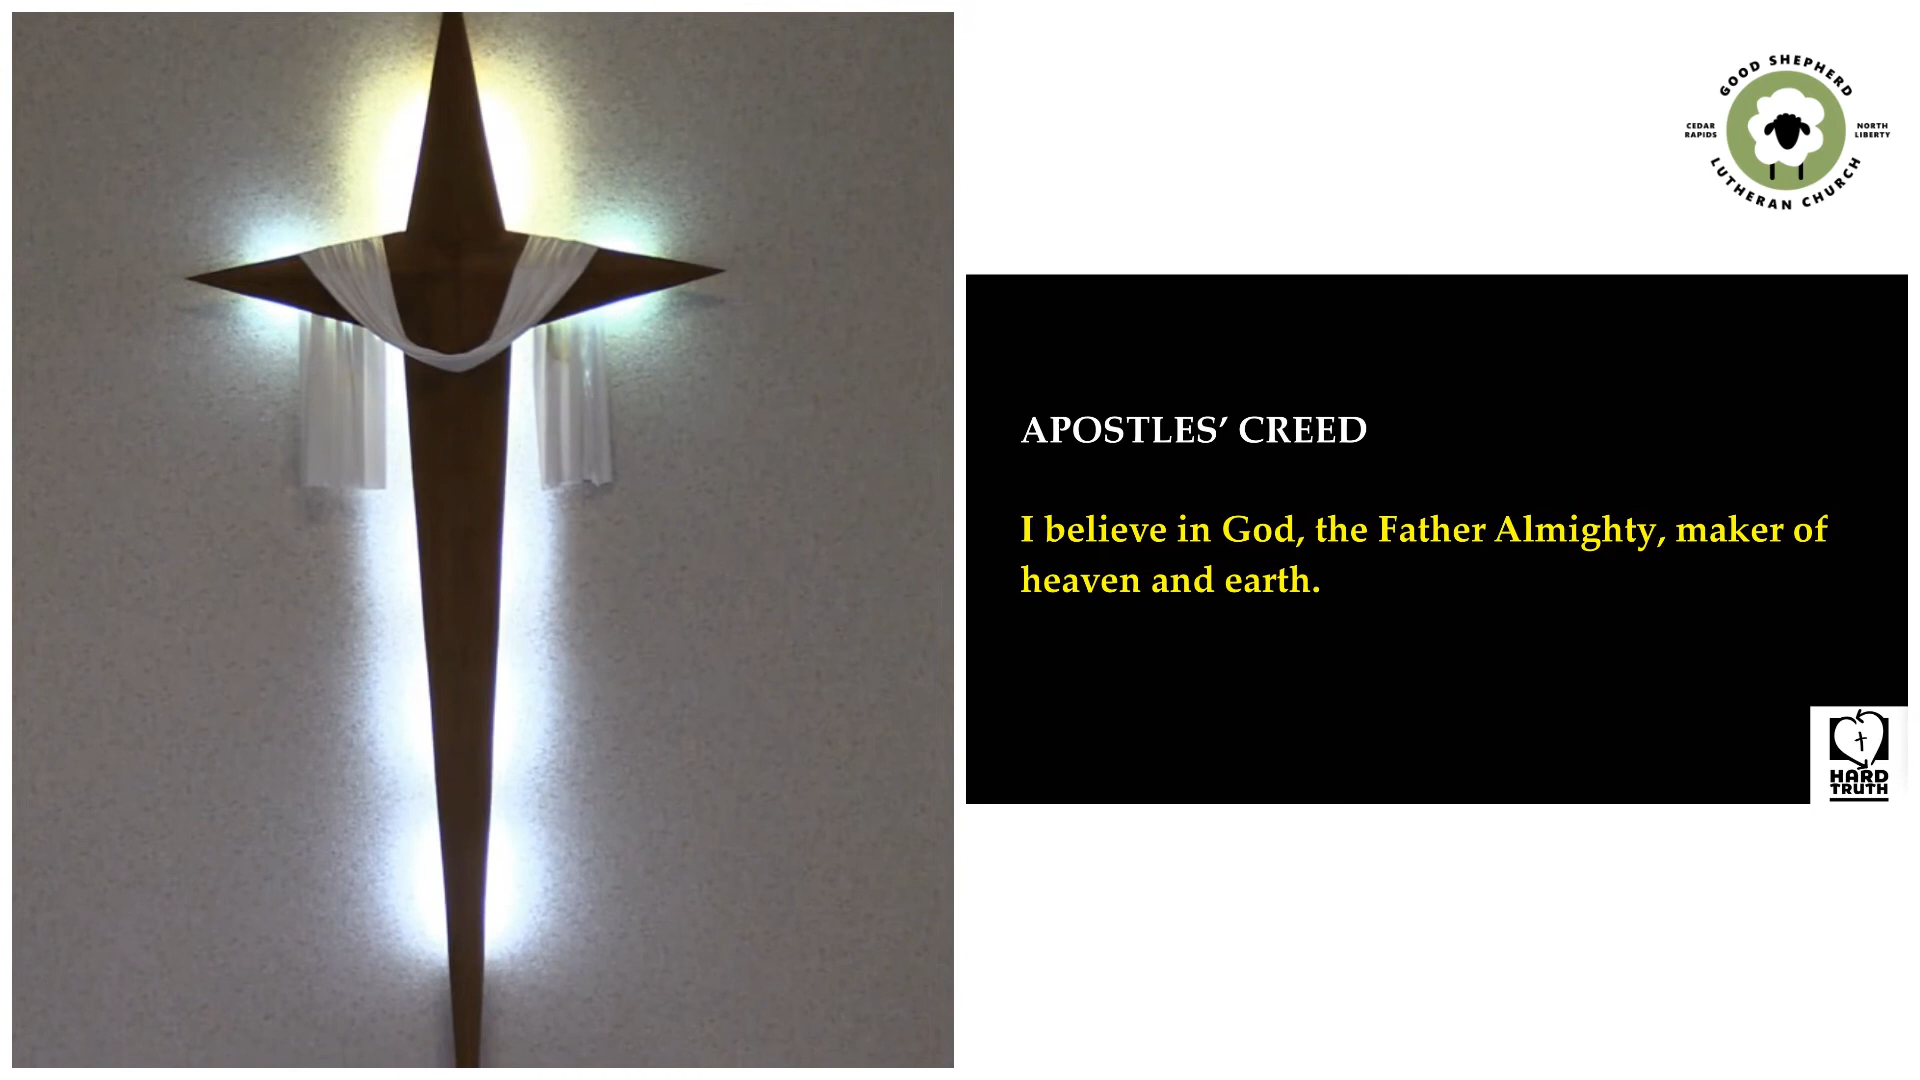 GOOD SHEPHERD
CEDAR
RAPIDS
NORTH
LIBERTY
LUTHERAN CHURCH
APOSTLES’ CREED
I believe in God, the Father Almighty, maker of
heaven and earth.
HARD
TRUTH